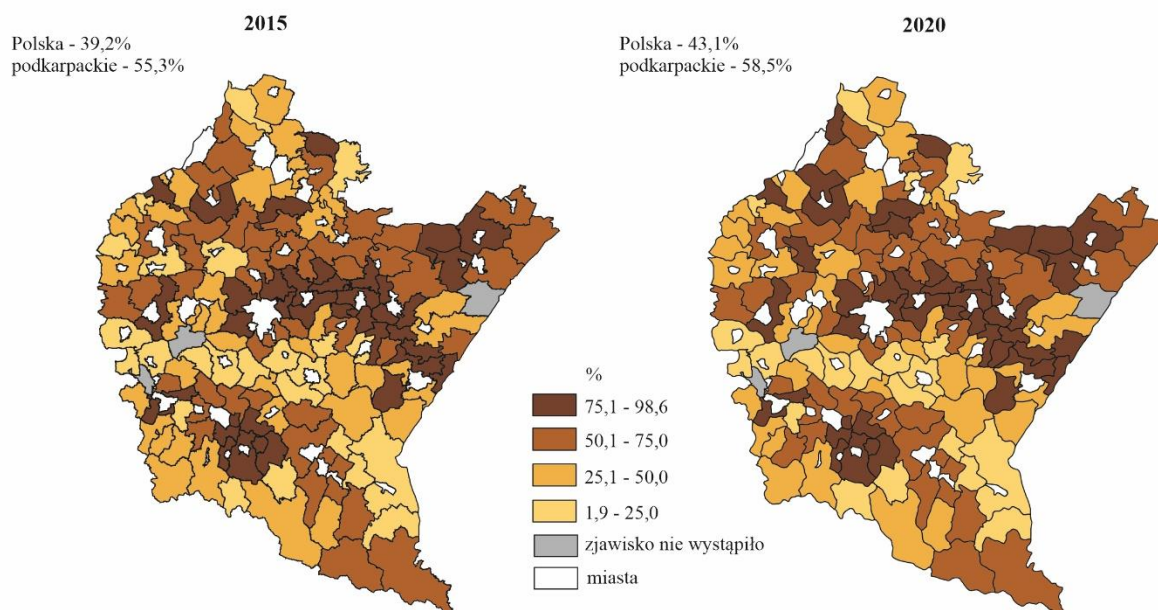 2015
Polska - 39,2%
podkarpackie - 55,3%
2020
Polska - 43,1%
podkarpackie - 58,5%
%
75,1 - 98,6
50,1 - 75,0
25,1 - 50,0
1,9 - 25,0
zjawisko nie wystąpiło
miasta